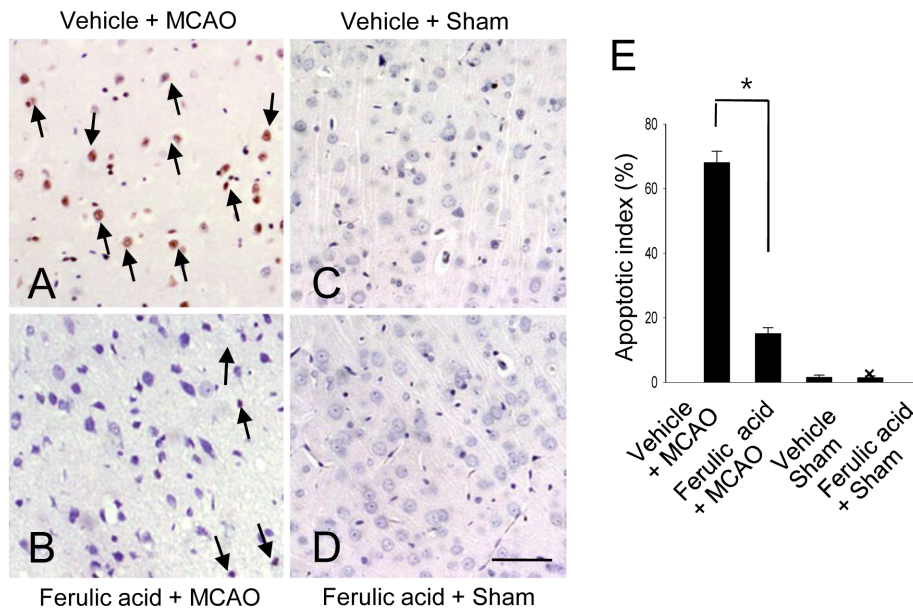 Vehicle + MCAO
Vehicle + Sham
A
C
B
D
Ferulic acid + MCAO
Ferulic acid + Sham
E
*
Apoptotic index (%)
80
60
40
20
0
×
Vehicle
+ MCAO
Ferulic acid
+ MCAO
Vehicle
Sham
Ferulic acid
+ Sham